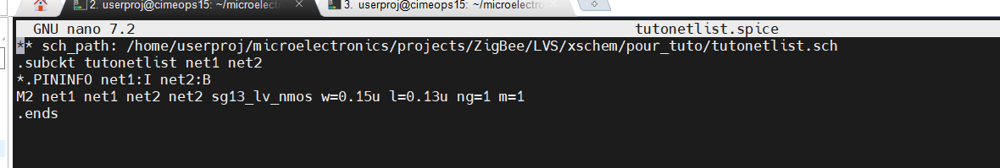 2. userproj@cimeops15: ~/microelect
3. userproj@cimeops15: ~/microelectro
GNU nano 7.2 tutonetlist.spice
** sch_path: /home/userproj/microelectronics/projects/ZigBee/LVS/xschem/pour_tuto/tutonetlist.sch
.subckt tutonetlist net1 net2
*.PININFO net1:I net2:B
M2 net1 net1 net2 net2 sg13_lv_nmos w=0.15u l=0.13u ng=1 m=1
.ends